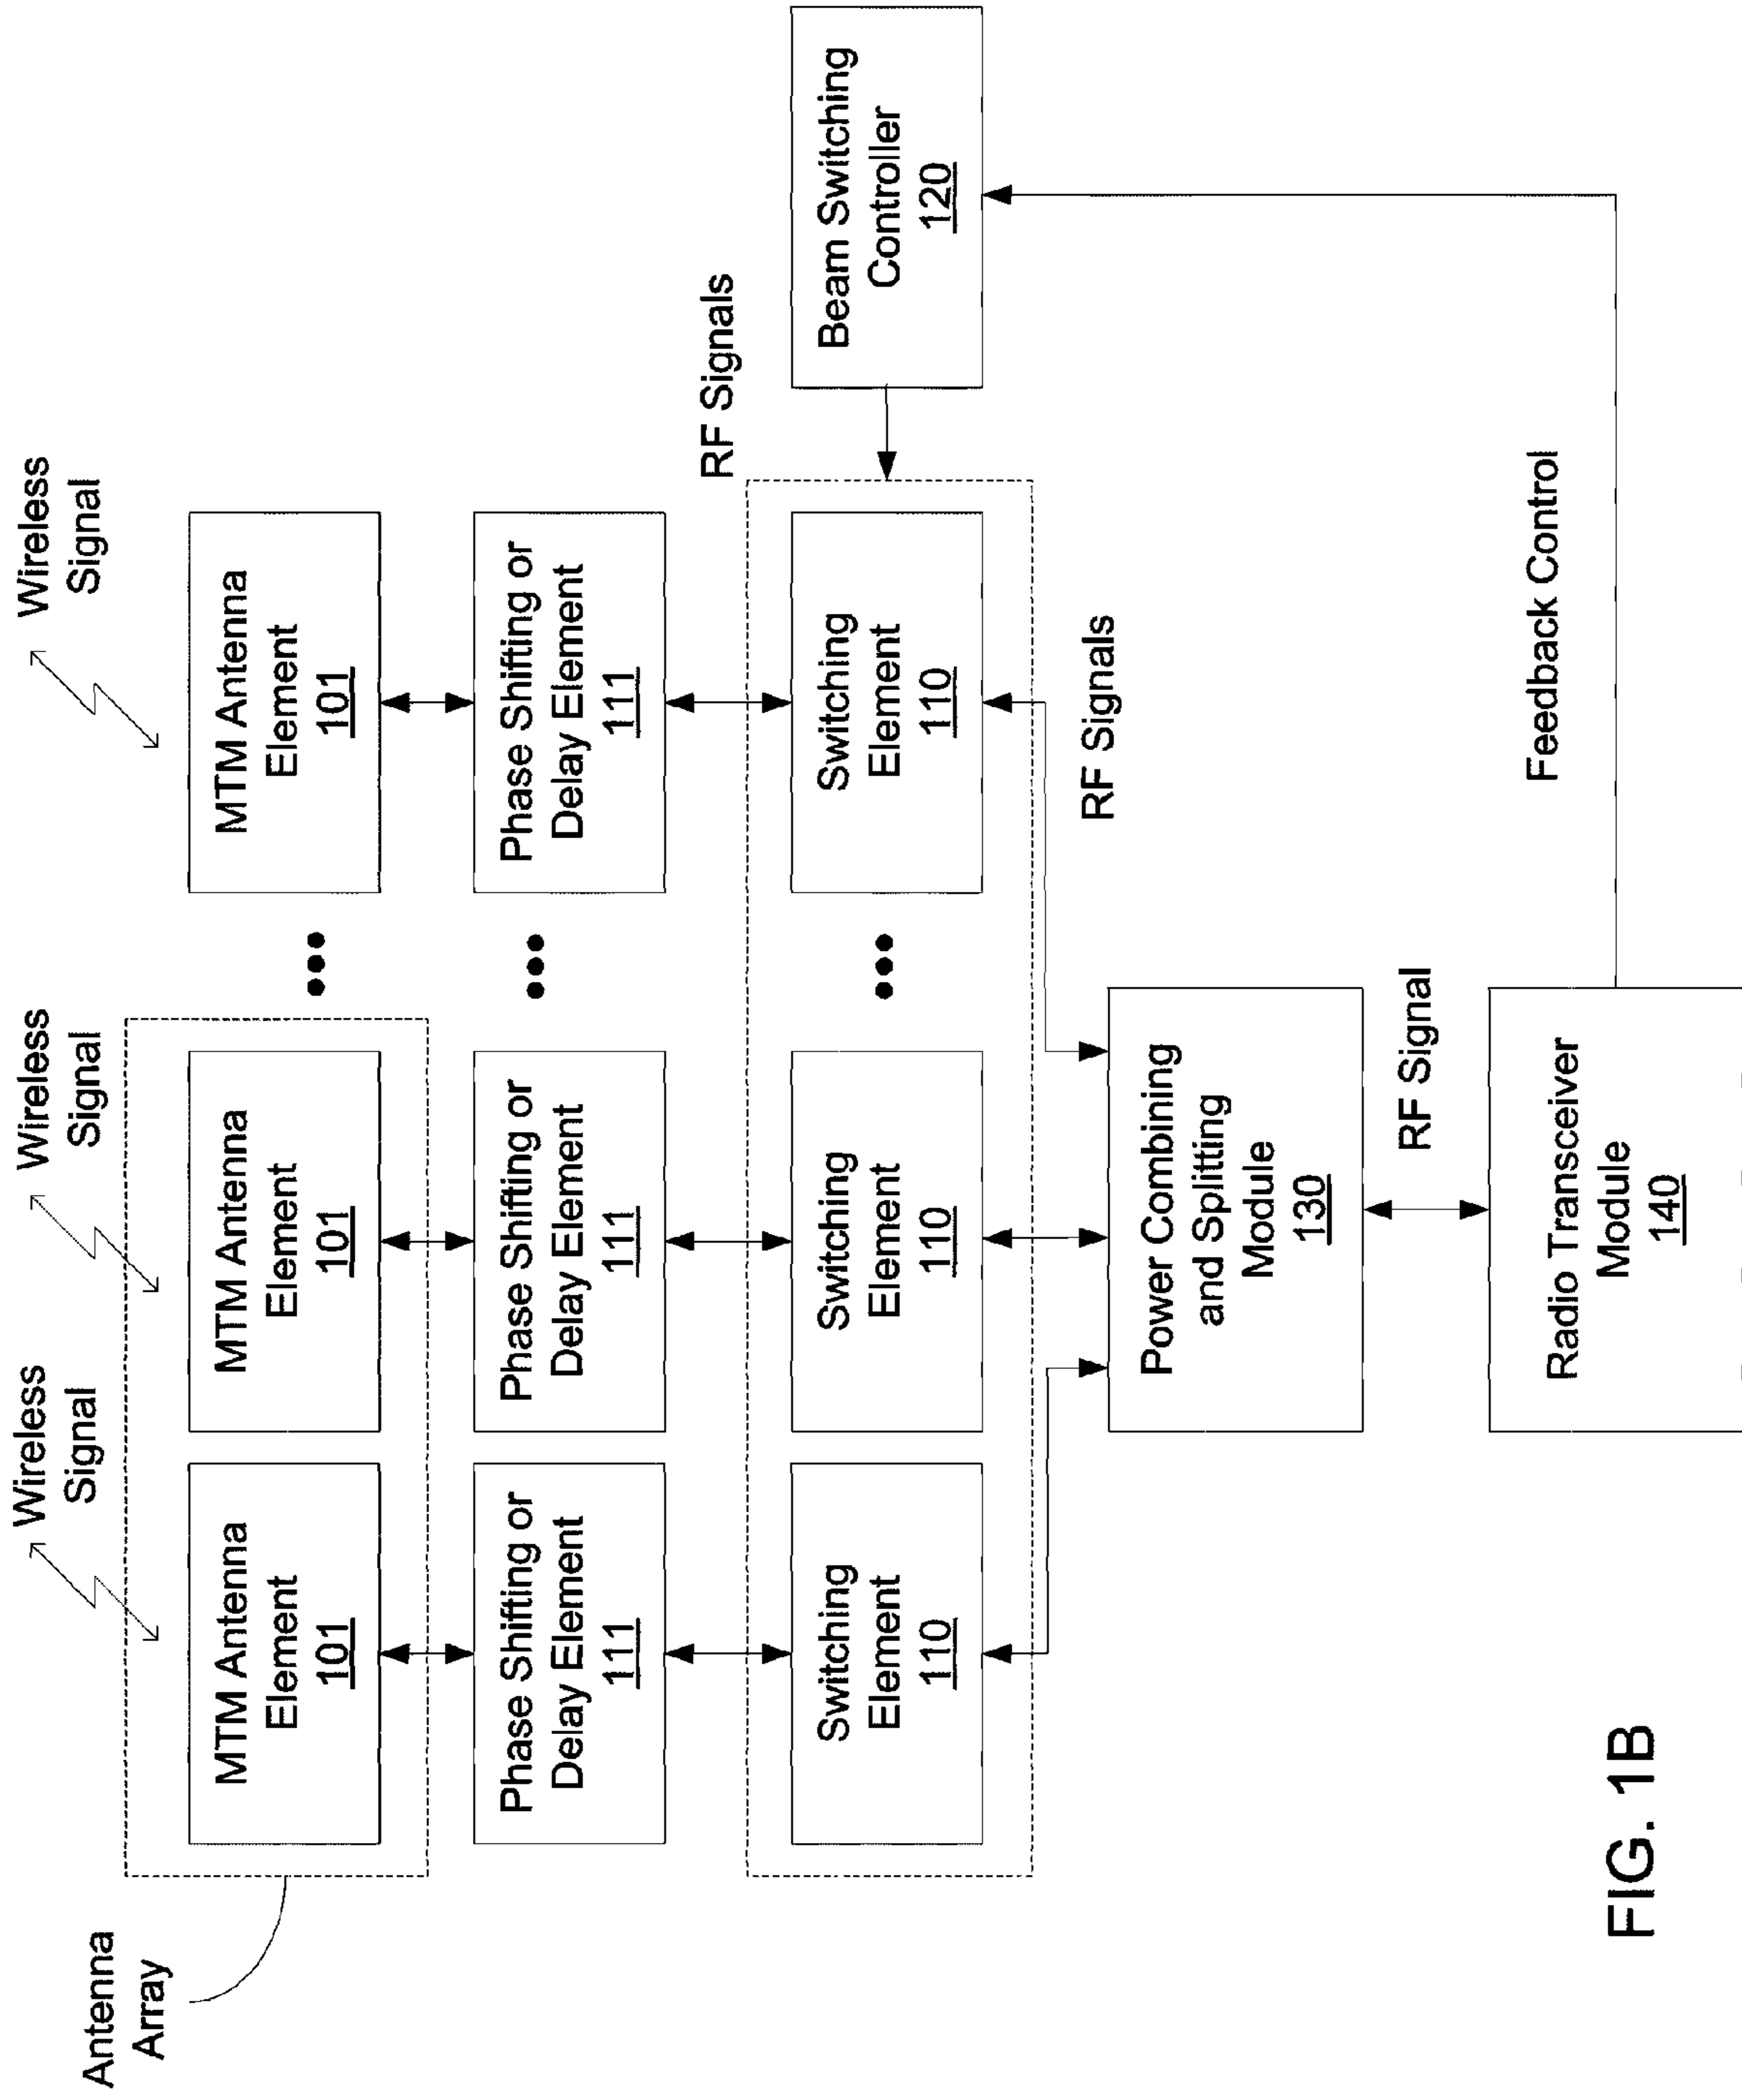 Wireless
Signal
Wireless
Signal
Wireless
Signal
Antenna
Array
MTM Antenna
Element
101
MTM Antenna
Element
101
•••
MTM Antenna
Element
101
Phase Shifting or
Delay Element
111
Phase Shifting or
Delay Element
111
•••
Phase Shifting or
Delay Element
111
RF Signals
Switching
Element
110
Switching
Element
110
•••
Switching
Element
110
Beam Switching
Controller
120
RF Signals
Power Combining
and Splitting
Module
130
RF Signal
Feedback Control
Radio Transceiver
Module
140
FIG. 1B